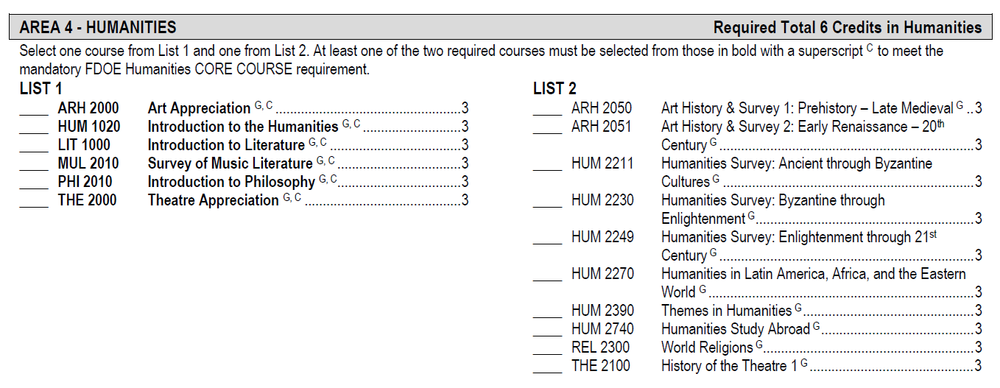 AREA 4 - HUMANITIES Required Total 6 Credits in Humanities
Select one course from List 1 and one from List 2. At least one of the two required courses must be selected from those in bold with a superscript C to meet the
mandatory FDOE Humanities CORE COURSE requirement.
LIST 1
____ ARH 2000 Art Appreciation G, C ..........3
____ HUM 1020 Introduction to the Humanities G, C ..........3
____ LIT 1000 Introduction to Literature G, C ..........3
____ MUL 2010 Survey of Music Literature G, C ..........3
____ PHI 2010 Introduction to Philosophy G, C ..........3
____ THE 2000 Theatre Appreciation G, C ..........3
LIST 2
____ ARH 2050 Art History & Survey 1: Prehistory – Late Medieval G ..3
____ ARH 2051 Art History & Survey 2: Early Renaissance – 20th
Century G ..........3
____ HUM 2211 Humanities Survey: Ancient through Byzantine
Cultures G ..........3
____ HUM 2230 Humanities Survey: Byzantine through
Enlightenment G ..........3
____ HUM 2249 Humanities Survey: Enlightenment through 21st
Century G ..........3
____ HUM 2270 Humanities in Latin America, Africa, and the Eastern
World G ..........3
____ HUM 2390 Themes in Humanities G ..........3
____ HUM 2740 Humanities Study Abroad G ..........3
____ REL 2300 World Religions G ..........3
____ THE 2100 History of the Theatre 1 G ..........3